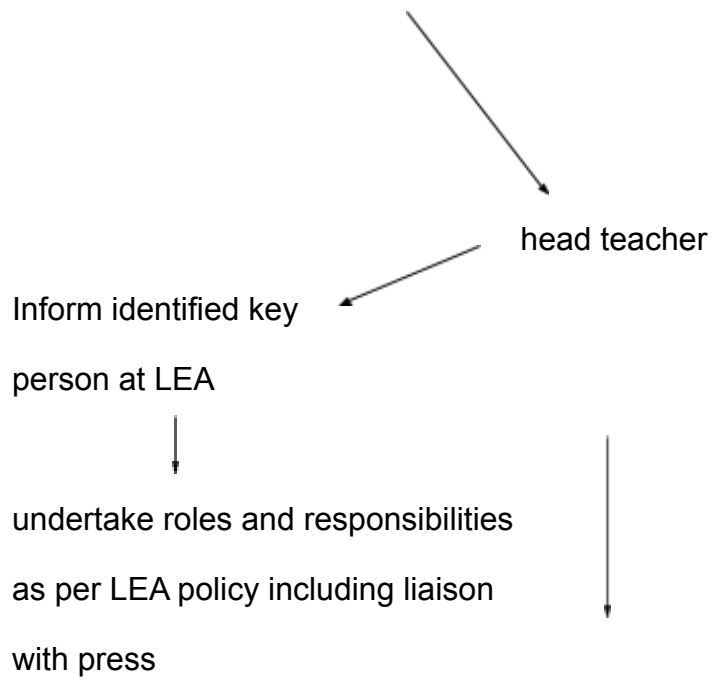 head teacher
Inform identified key
person at LEA
undertake roles and responsibilities
as per LEA policy including liaison
with press